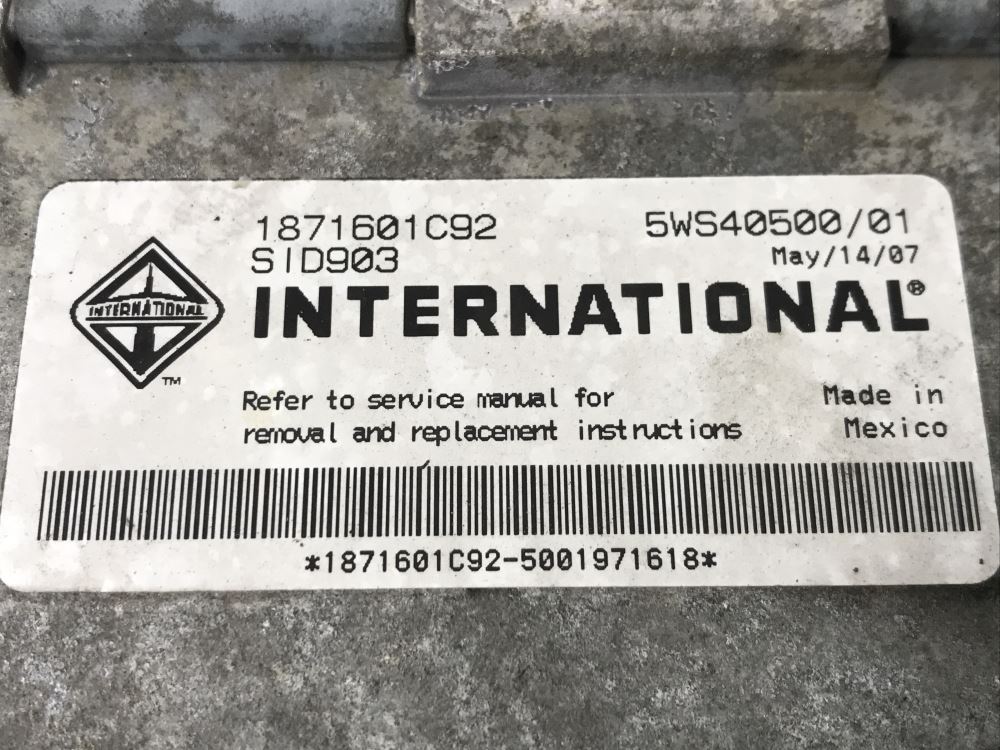 1871601C92 5WS40500/01
SID903 May/14/07
INTERNATIONAL
TM
INTERNATIONAL®
Refer to service manual for Made in
removal and replacement instructions Mexico
*1871601C92-5001971618*